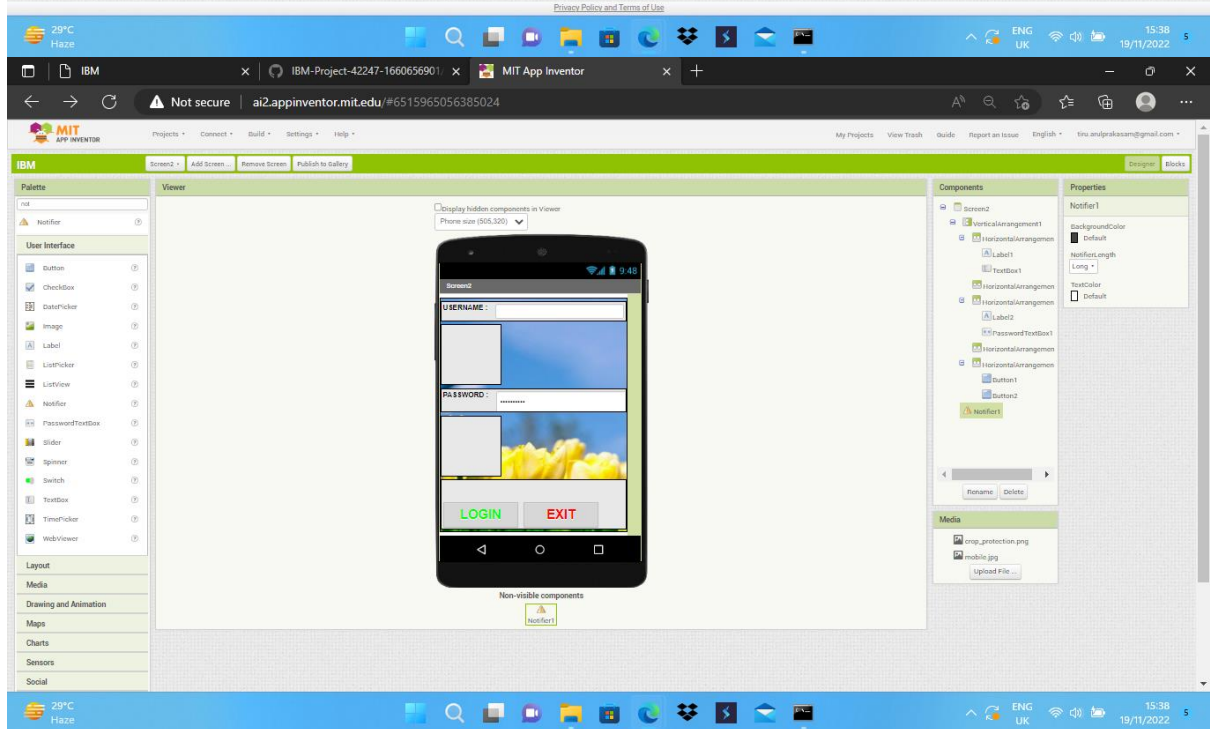 Privacy Policy and Terms of Use
29°C
Haze
ENG
UK
15:38
19/11/2022
5
IBM
IBM-Project-42247-1660656901
MIT App Inventor
Not secure
ai2.appinventor.mit.edu/#6515965056385024
MIT
APP INVENTOR
Projects
Connect
Build
Settings
Help
My Projects
View Trash
Guide
Report an Issue
English
tiru.arulprakasam@gmail.com
IBM
Screen2
Add Screen ...
Remove Screen
Publish to Gallery
Designer
Blocks
Palette
not
Notifier
User Interface
Button
CheckBox
DatePicker
Image
Label
ListPicker
ListView
Notifier
PasswordTextBox
Slider
Spinner
Switch
TextBox
TimePicker
WebViewer
Layout
Media
Drawing and Animation
Maps
Charts
Sensors
Social
Viewer
Display hidden components in Viewer
Phone size (505,320)
9:48
Screen2
USERNAME :
PASSWORD :
LOGIN
EXIT
Non-visible components
Notifier1
Components
Screen2
VerticalArrangement1
HorizontalArrangemen
Label1
TextBox1
HorizontalArrangemen
HorizontalArrangemen
Label2
PasswordTextBox1
HorizontalArrangemen
HorizontalArrangemen
Button1
Button2
Notifier1
Rename
Delete
Media
crop_protection.png
mobile.jpg
Upload File ...
Properties
Notifier1
BackgroundColor
Default
NotifierLength
Long
TextColor
Default
29°C
Haze
ENG
UK
15:38
19/11/2022
5